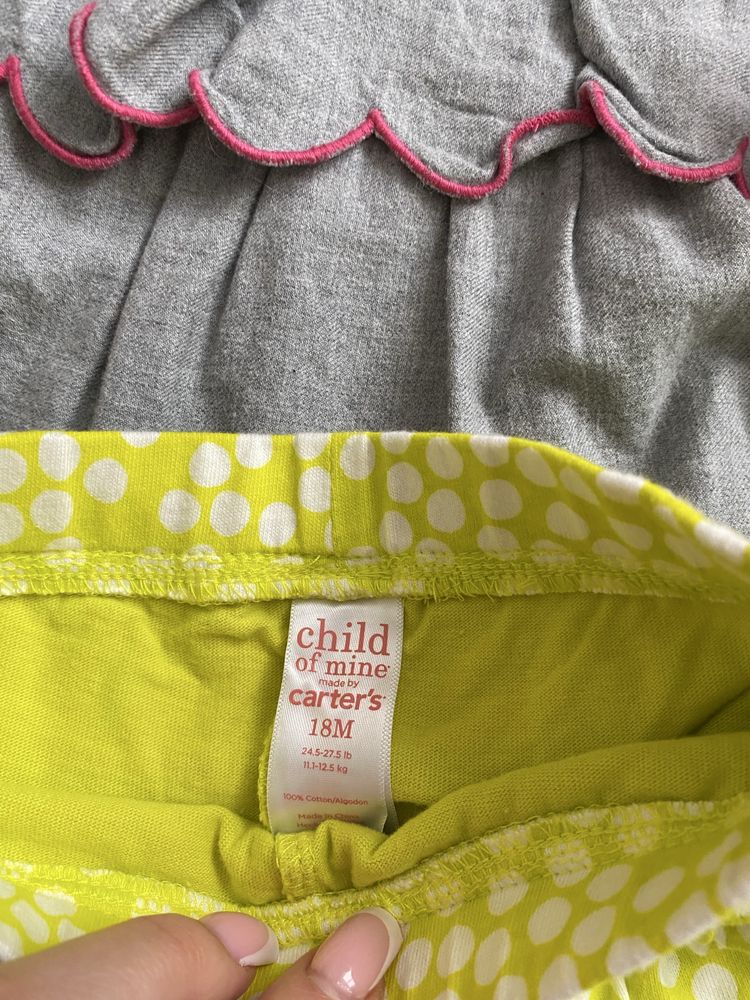 child
of mine
made by
carter's
18M
24.5-27.5 lb
11.1-12.5 kg
100% Cotton/Algodon
Made in China